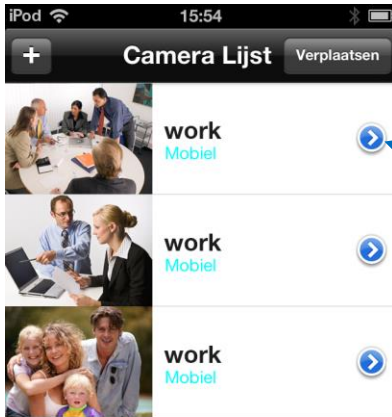 iPod 15:54
+ Camera Lijst Verplaatsen
work
Mobiel
work
Mobiel
work
Mobiel